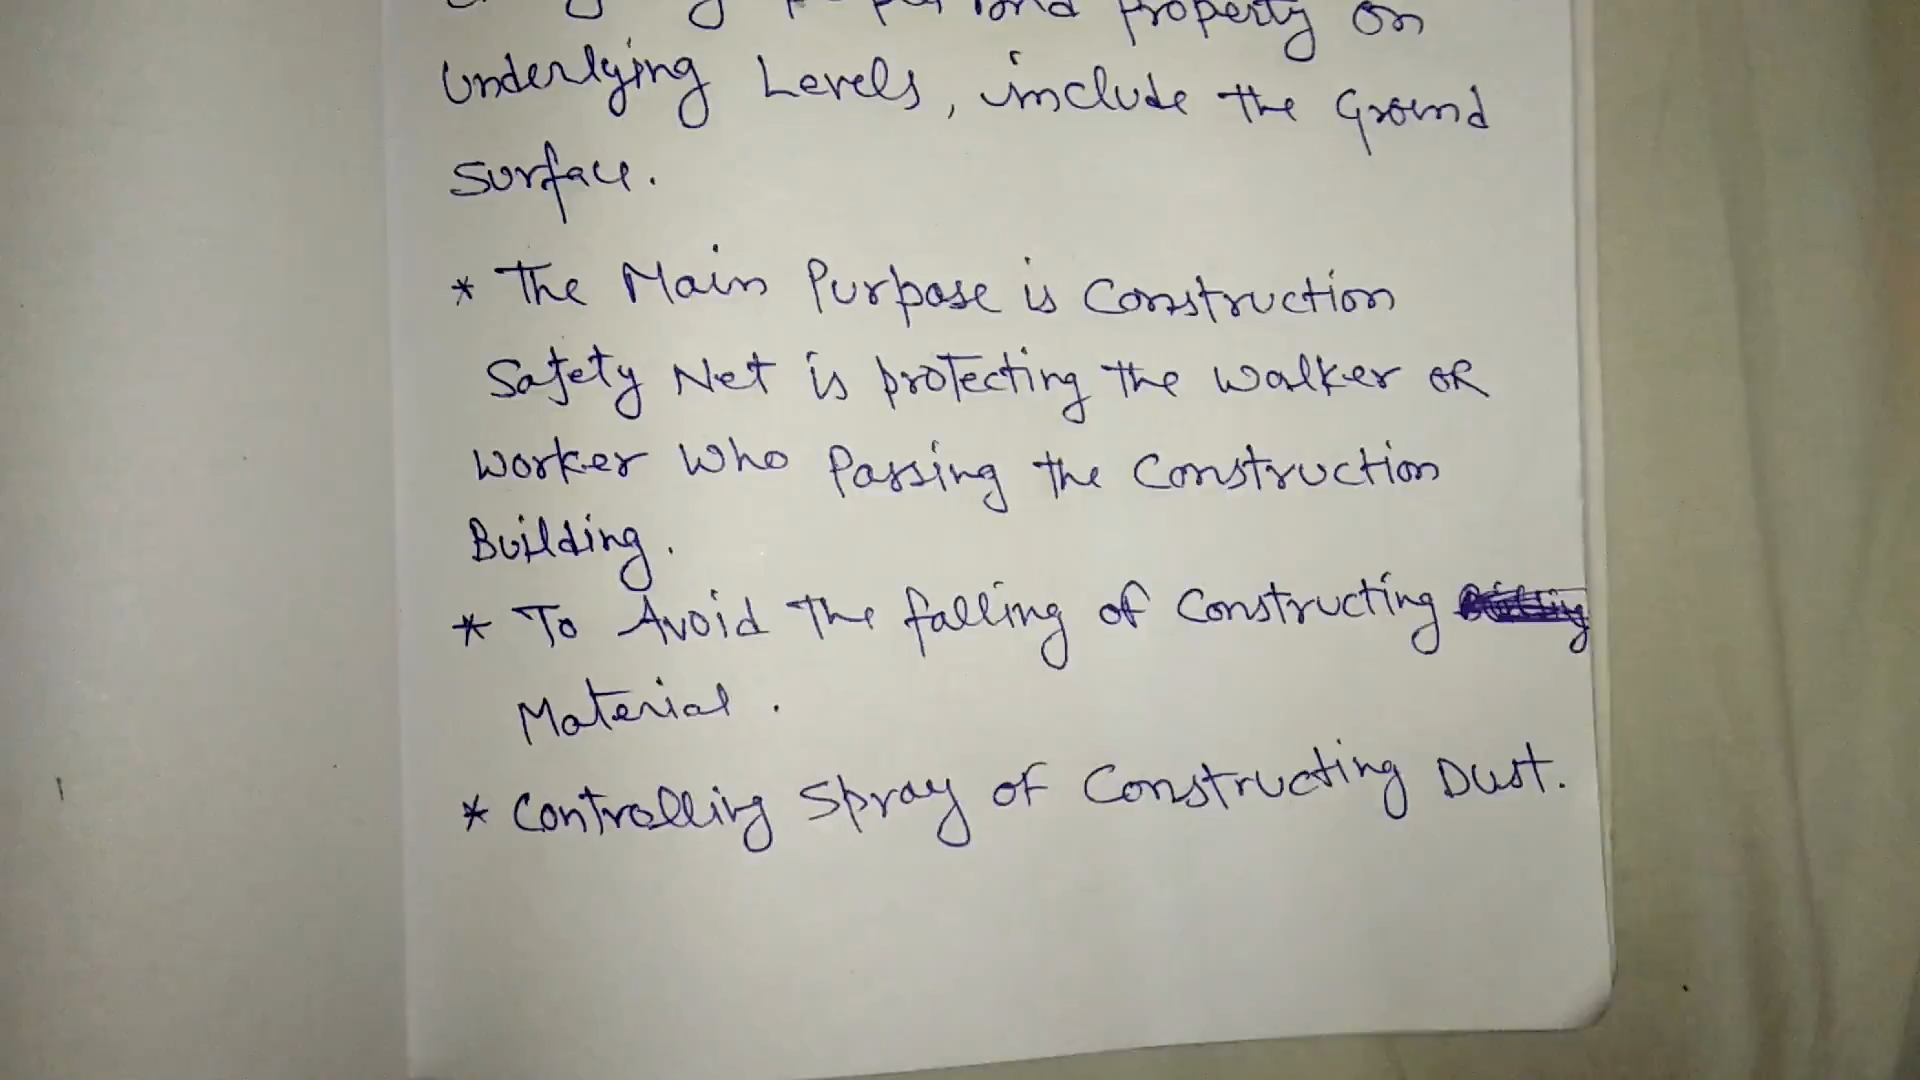 property on
Underlying Levels, include the Ground
Surface.
* The Main Purpose is Construction
Safety Net is protecting the walker OR
worker who Passing the Construction
Building.
* To Avoid The falling of Constructing
Material.
* Controlling Spray of Constructing Dust.